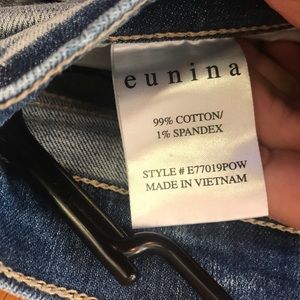 eunina
99% COTTON/
1% SPANDEX
STYLE # E77019POW
MADE IN VIETNAM